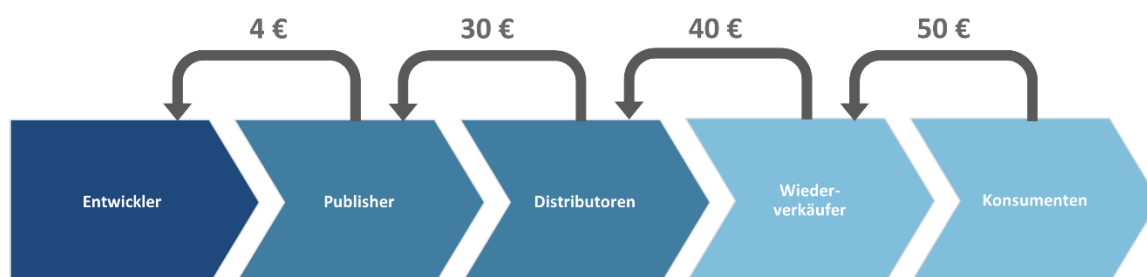 4 €
30 €
40 €
50 €
Entwickler
Publisher
Distributoren
Wieder-
verkäufer
Konsumenten